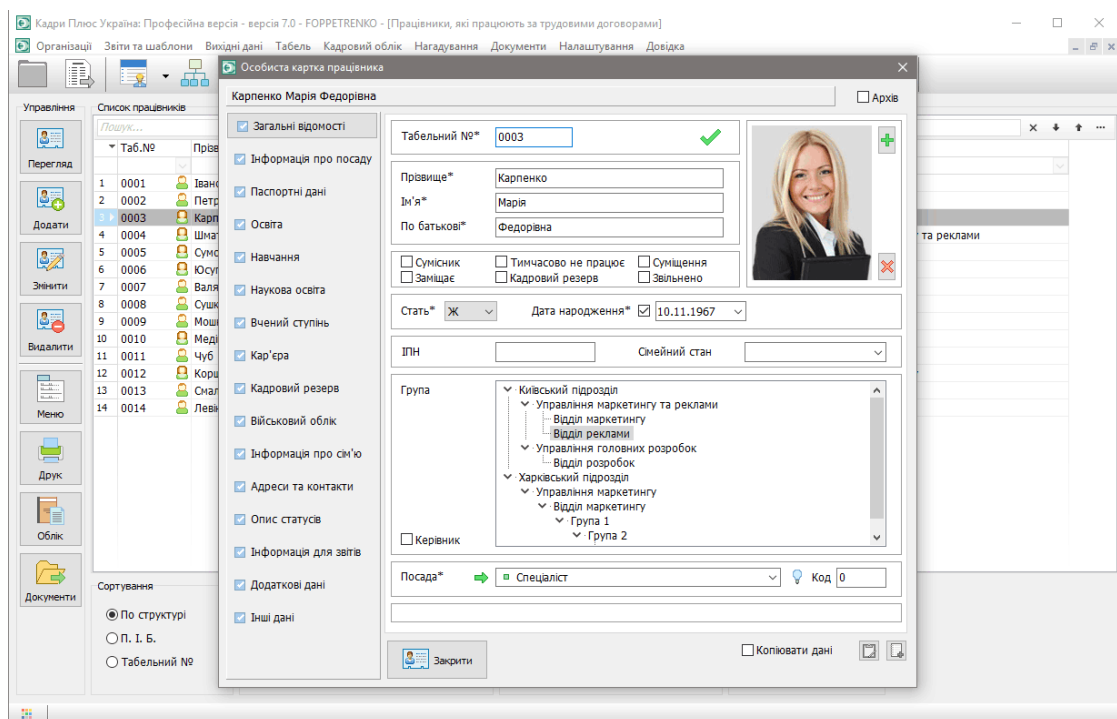 Кадри Плюс Україна: Професійна версія - версія 7.0 - FOPPETRENKO - [Працівники, які працюють за трудовими договорами]
Організації Звіти та шаблони Вихідні дані Табель Кадровий облік Нагадування Документи Налаштування Довідка
Особиста картка працівника
Карпенко Марія Федорівна
Архів
Управління
Перегляд
Додати
Змінити
Видалити
Меню
Друк
Облік
Документи
Список працівників
Пошук...
Таб.№
1 0001
2 0002
3 0003
4 0004
та реклами
5 0005
6 0006
7 0007
8 0008
9 0009
10 0010
11 0011 Чуб
12 0012
13 0013
14 0014
Сортування
По структурі
П. І. Б.
Табельний №
Загальні відомості
Інформація про посаду
Паспортні дані
Освіта
Навчання
Наукова освіта
Вчений ступінь
Кар'єра
Кадровий резерв
Військовий облік
Інформація про сім'ю
Адреси та контакти
Опис статусів
Інформація для звітів
Додаткові дані
Інші дані
Табельний №* 0003
Прізвище* Карпенко
Ім'я* Марія
По батькові* Федорівна
Сумісник Тимчасово не працює Суміщення
Заміщає Кадровий резерв Звільнено
Стать* Ж Дата народження* 10.11.1967
ІПН Сімейний стан
Група
Київський підрозділ
Управління маркетингу та реклами
Відділ маркетингу
Відділ реклами
Управління головних розробок
Відділ розробок
Харківський підрозділ
Управління маркетингу
Відділ маркетингу
Група 1
Група 2
Керівник
Посада* Спеціаліст Код 0
Закрити
Копіювати дані